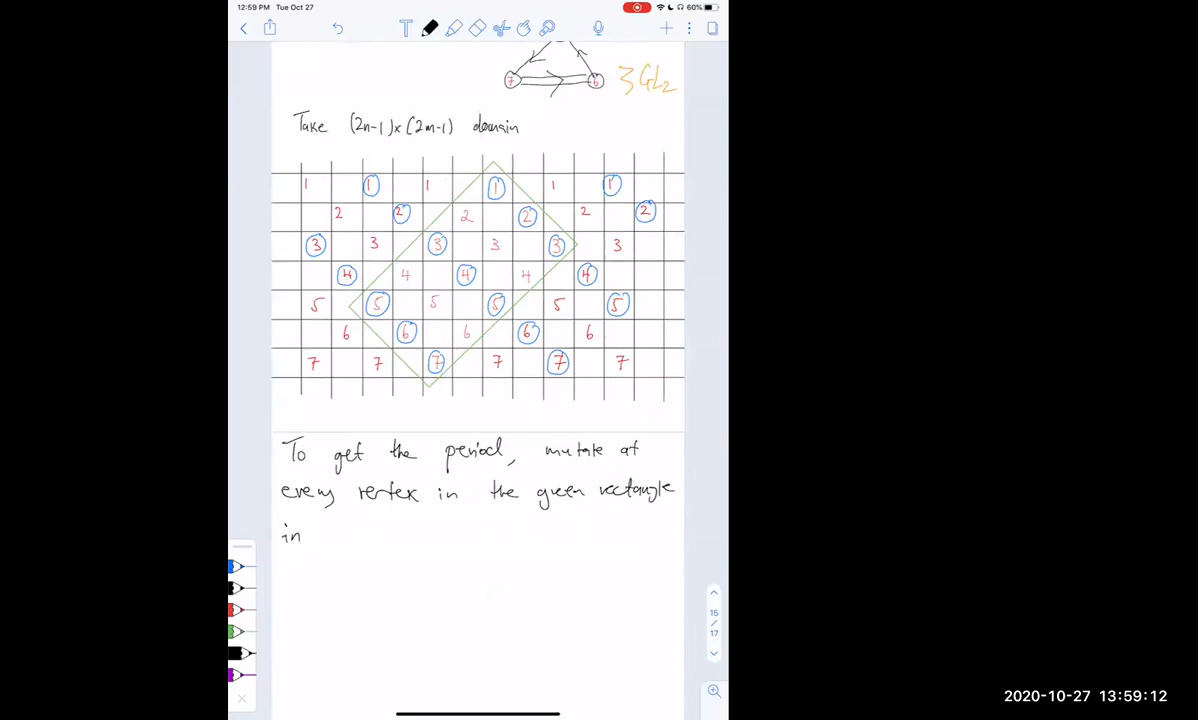 12:59 PM Tue Oct 27
60%
7 6 3GL2
Take (2n-1)x(2m-1) domain
1 1 1 1 1 1
2 2 2 2 2 2
3 3 3 3 3 3
4 4 4 4 4
5 5 5 5 5 5
6 6 6 6 6
7 7 7 7 7 7
To get the period, mutate at
every vertex in the green rectangle
in
15
/
17
2020-10-27 13:59:12